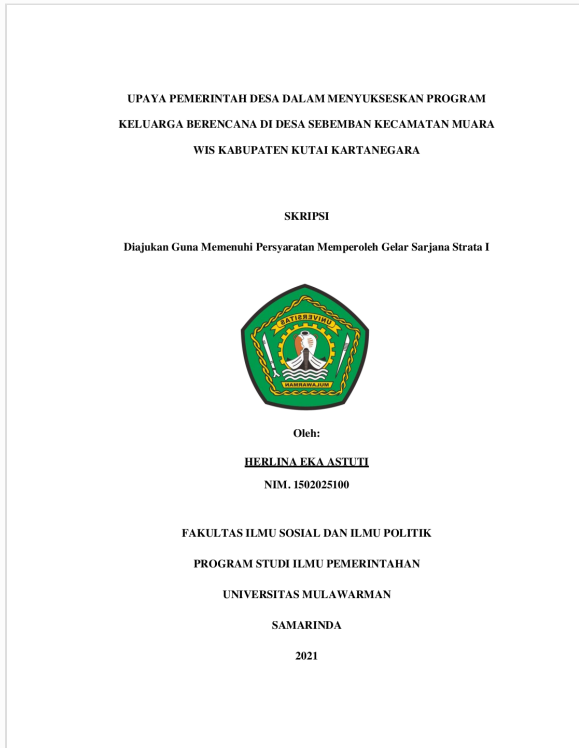 UPAYA PEMERINTAH DESA DALAM MENYUKSESKAN PROGRAM
KELUARGA BERENCANA DI DESA SEBEMBAN KECAMATAN MUARA
WIS KABUPATEN KUTAI KARTANEGARA
SKRIPSI
Diajukan Guna Memenuhi Persyaratan Memperoleh Gelar Sarjana Strata I
UNIVERSITAS
MULAWARMAN
Oleh:
HERLINA EKA ASTUTI
NIM. 1502025100
FAKULTAS ILMU SOSIAL DAN ILMU POLITIK
PROGRAM STUDI ILMU PEMERINTAHAN
UNIVERSITAS MULAWARMAN
SAMARINDA
2021